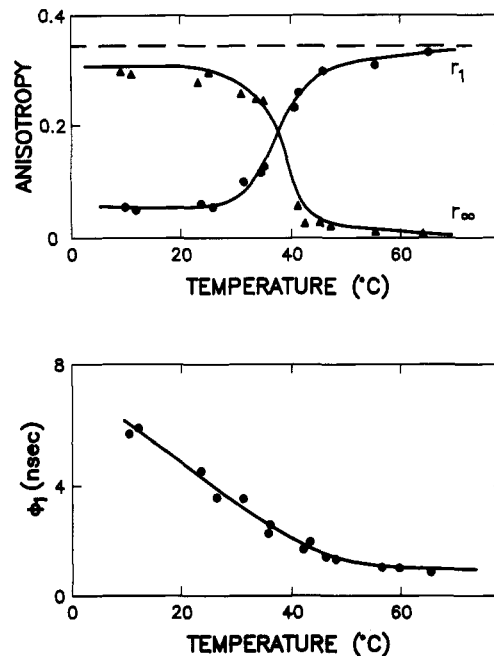 0.4
0.2
0
ANISOTROPY
r₁
r∞
0 20 40 60
TEMPERATURE (°C)
8
4
0
ϕ₁ (nsec)
0 20 40 60
TEMPERATURE (°C)